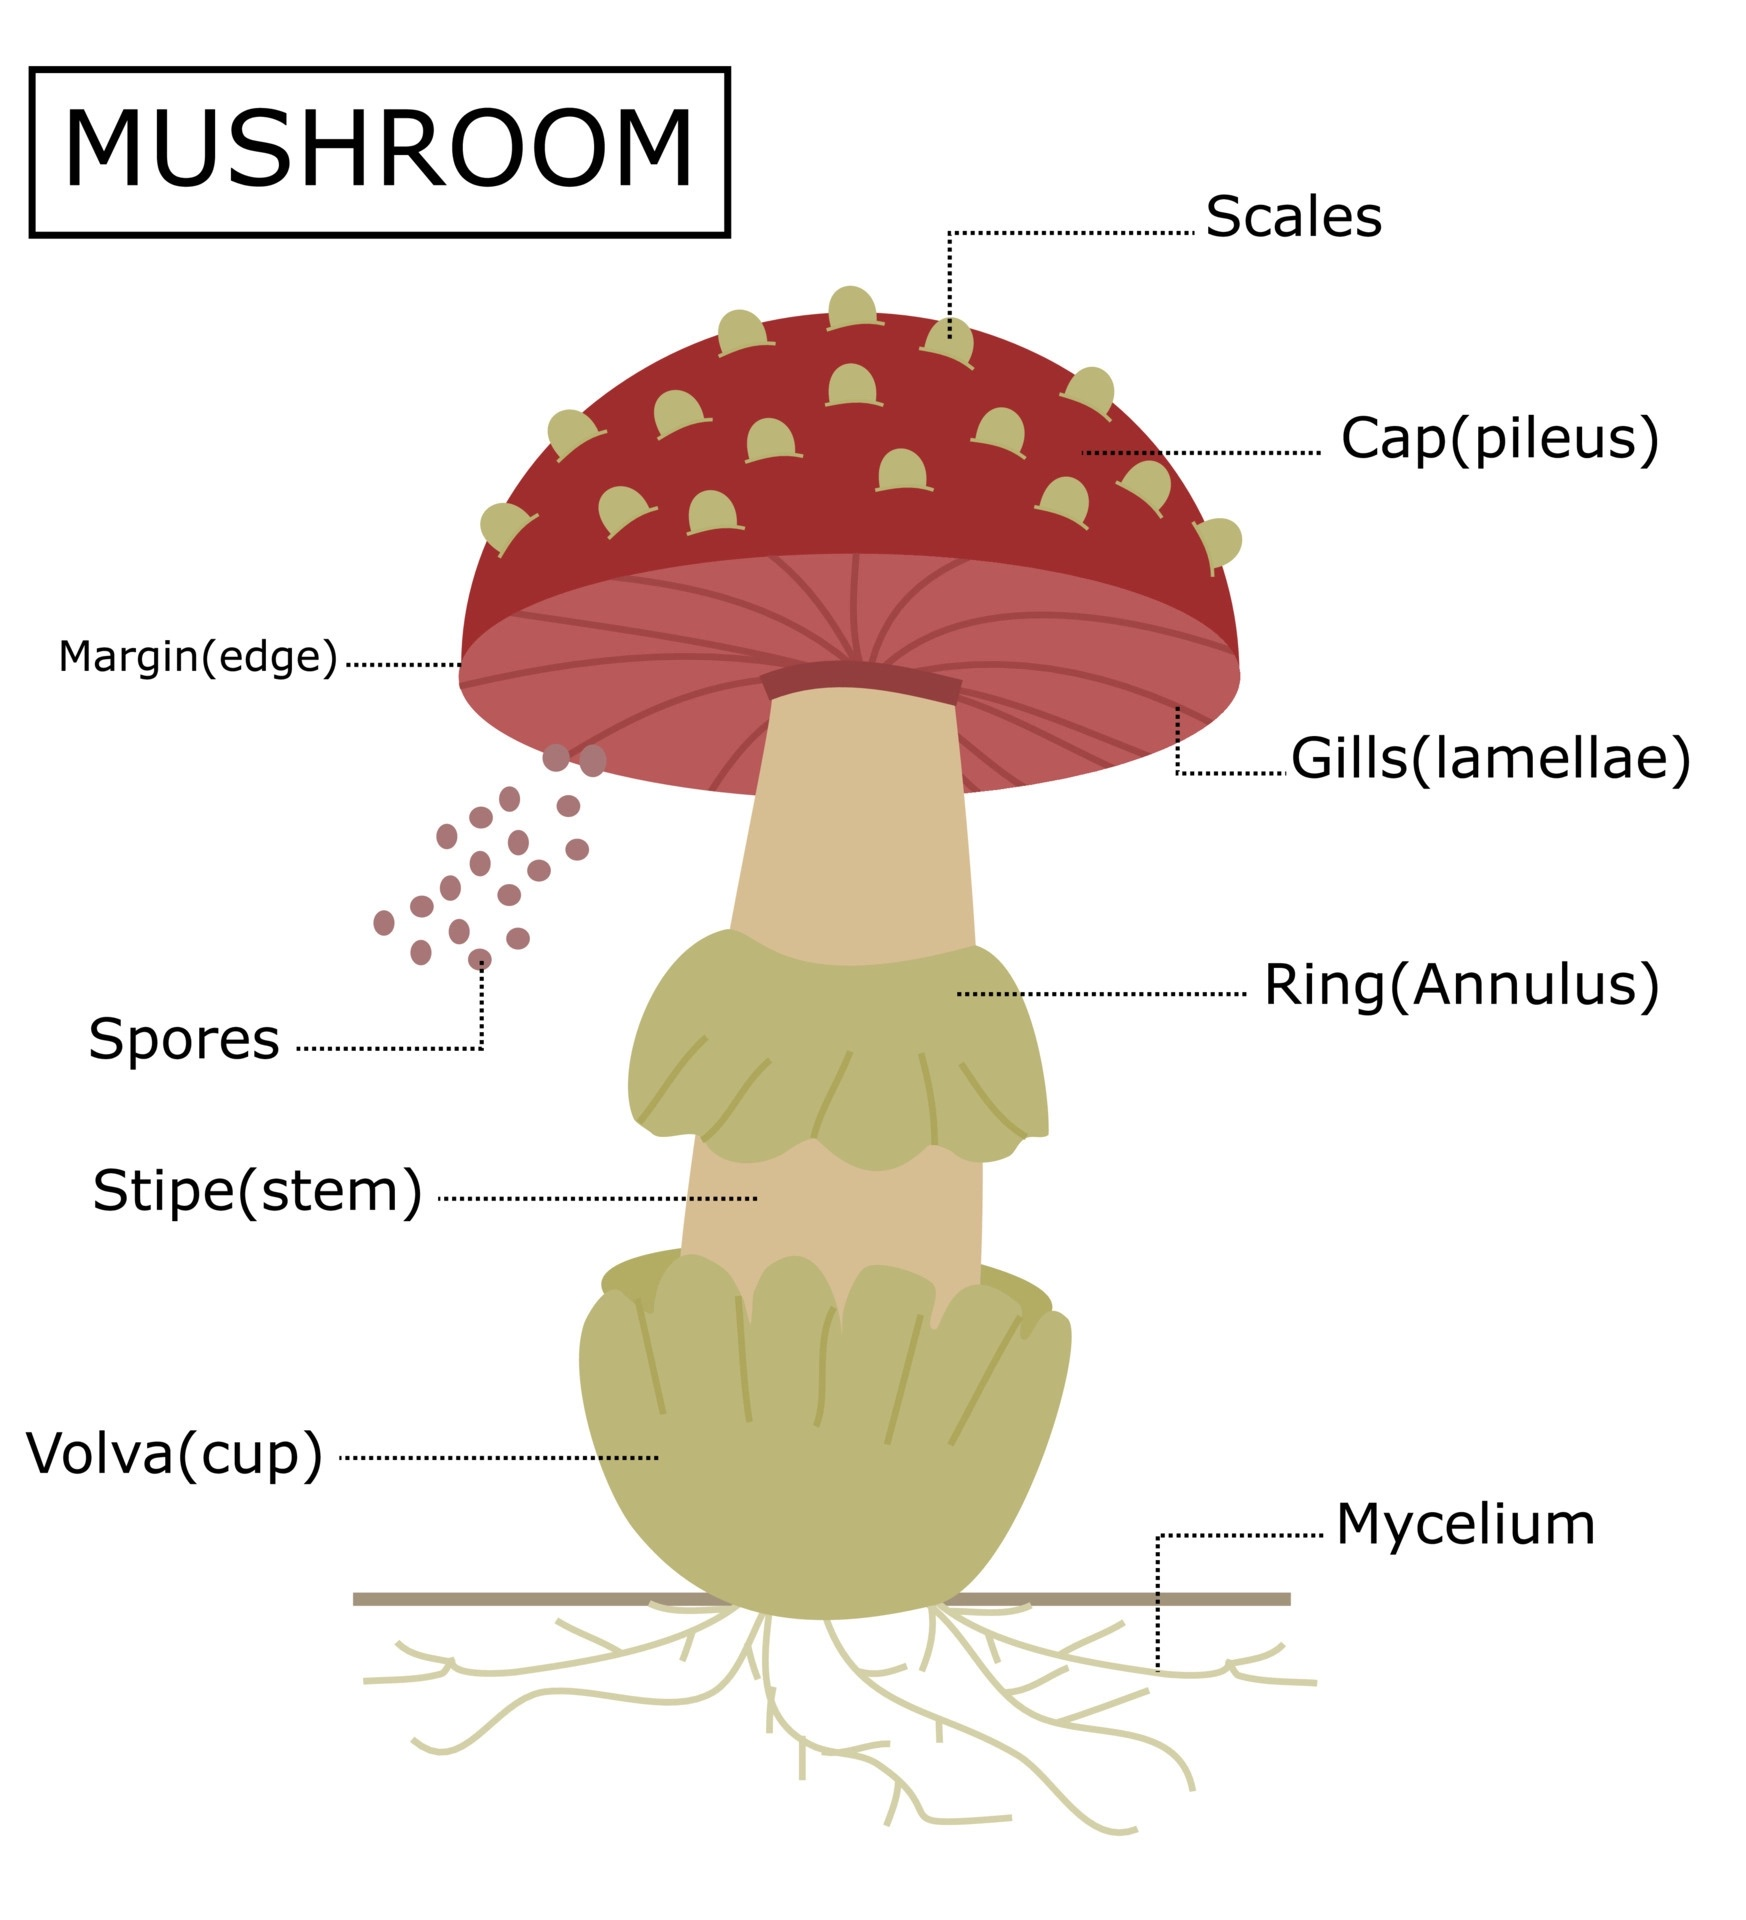 MUSHROOM
Scales
Cap(pileus)
Margin(edge)
Gills(lamellae)
Ring(Annulus)
Spores
Stipe(stem)
Volva(cup)
Mycelium